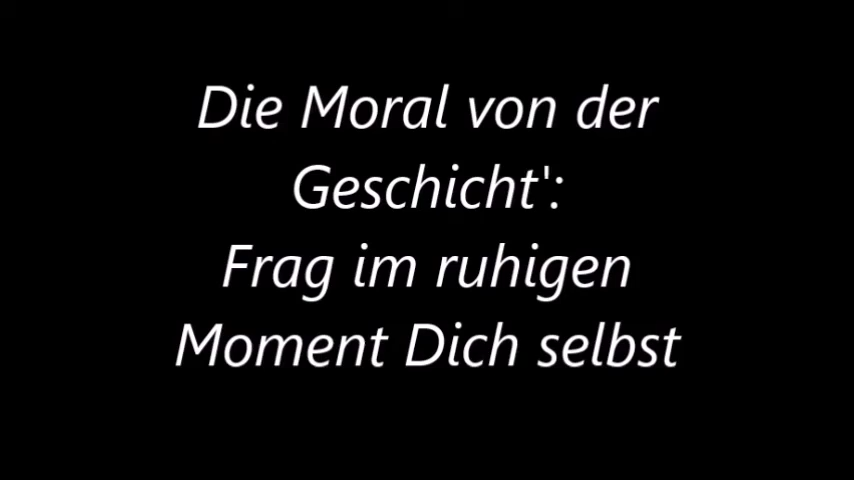 Die Moral von der
Geschicht':
Frag im ruhigen
Moment Dich selbst